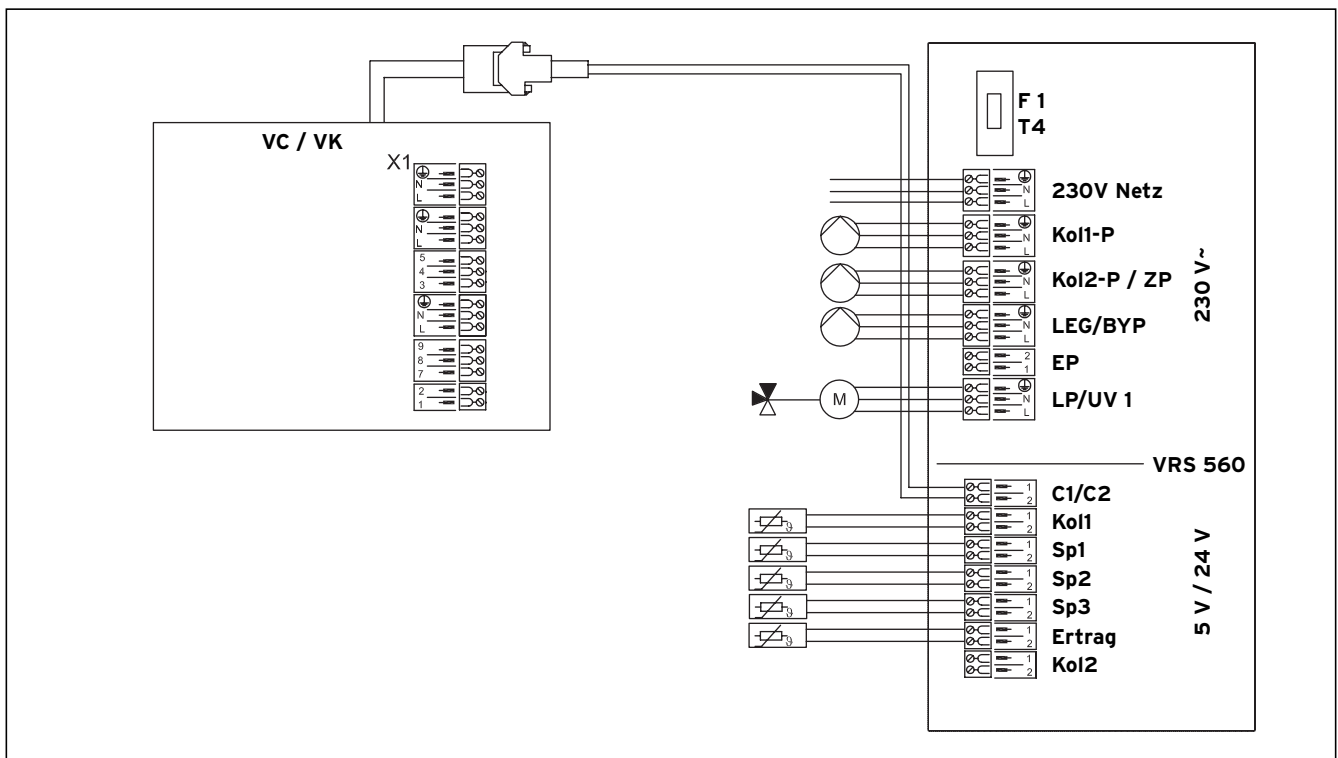 VC / VK
X1
N
L
N
L
5
4
3
N
L
9
8
7
2
1
F 1
T4
N
L
230V Netz
N
L
Kol1-P
N
L
Kol2-P / ZP
N
L
LEG/BYP
2
1
EP
M
N
L
LP/UV 1
230 V~
VRS 560
1
2
C1/C2
ϑ
1
2
Kol1
ϑ
1
2
Sp1
ϑ
1
2
Sp2
ϑ
1
2
Sp3
ϑ
1
2
Ertrag
1
2
Kol2
5 V / 24 V